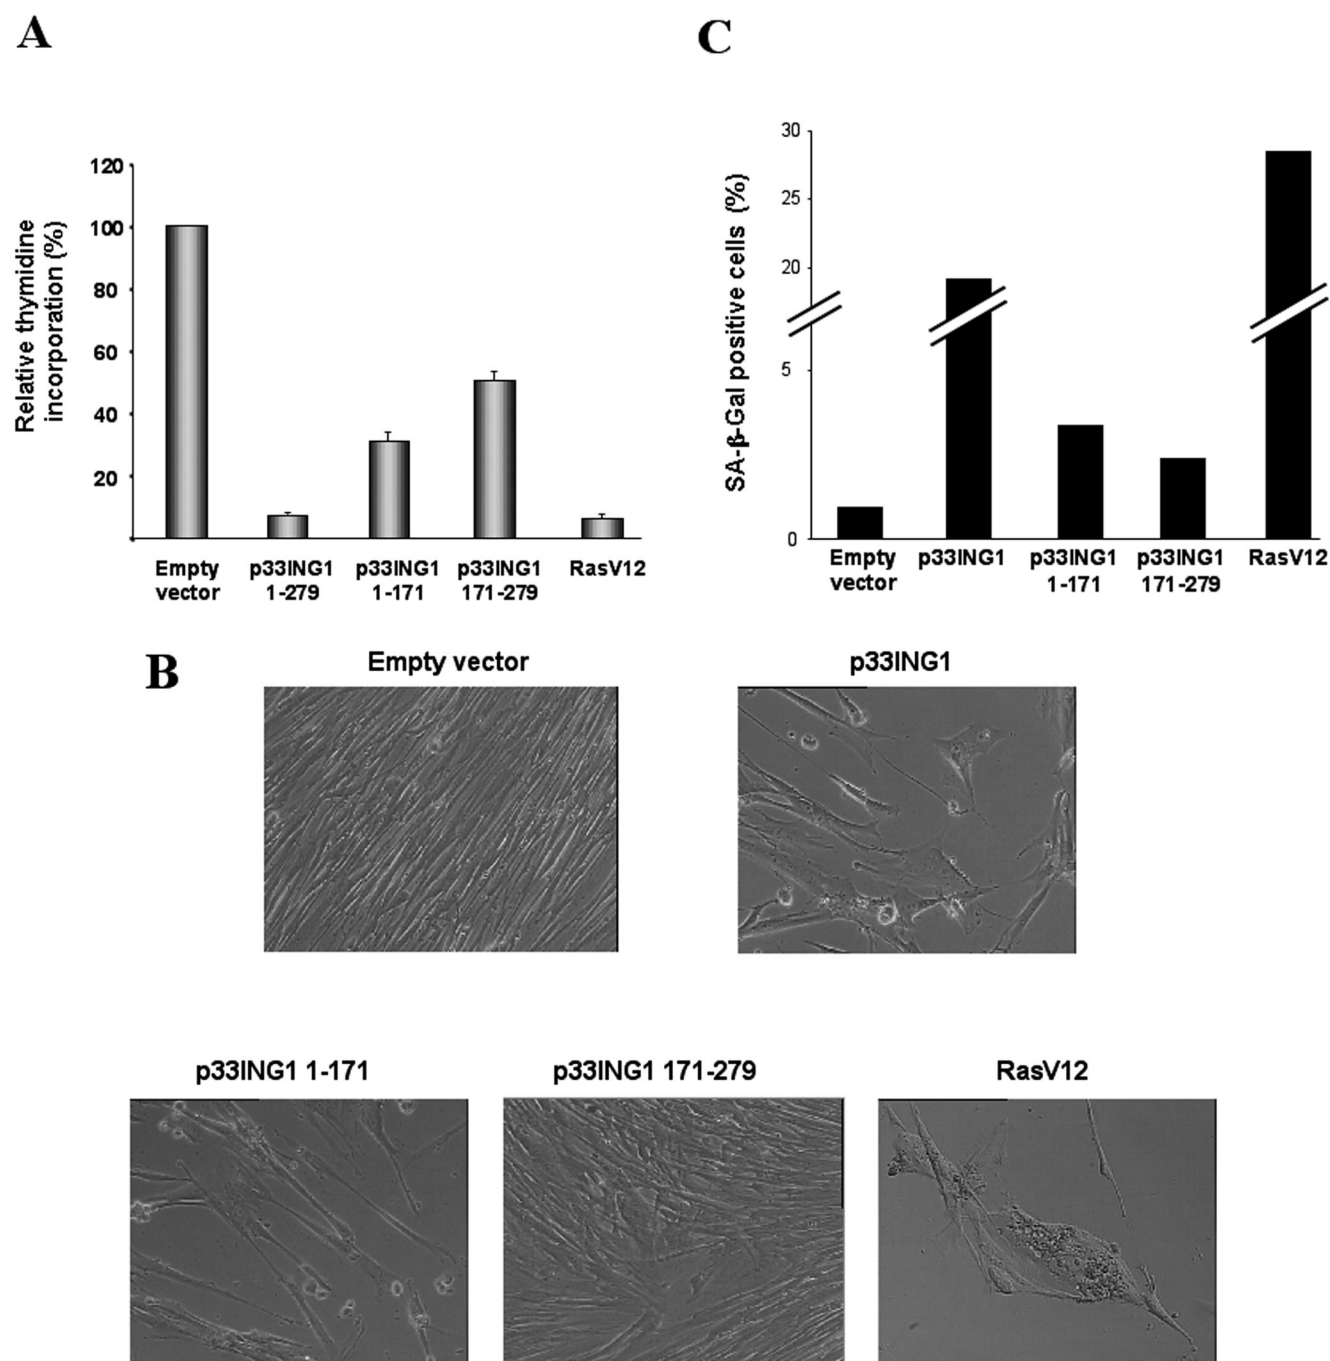 A
120
100
80
60
40
20
Relative thymidine
incorporation (%)
Empty
vector
p33ING1
1-279
p33ING1
1-171
p33ING1
171-279
RasV12
C
30
25
20
5
0
SA-β-Gal positive cells (%)
Empty
vector
p33ING1
p33ING1
1-171
p33ING1
171-279
RasV12
B
Empty vector
p33ING1
p33ING1 1-171
p33ING1 171-279
RasV12